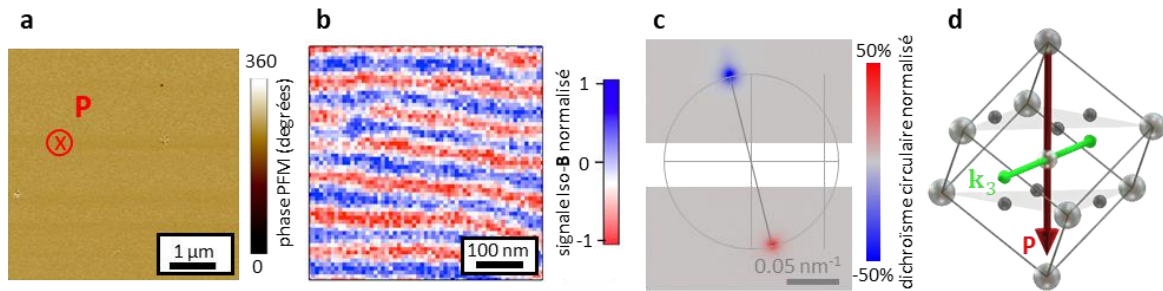 a
b
c
d
360
P
x
phase PFM (degrées)
1 µm
0
signale Iso-B normalisé
1
0
-1
100 nm
50%
dichroïsme circulaire normalisé
-50%
0.05 nm⁻¹
k₃
P